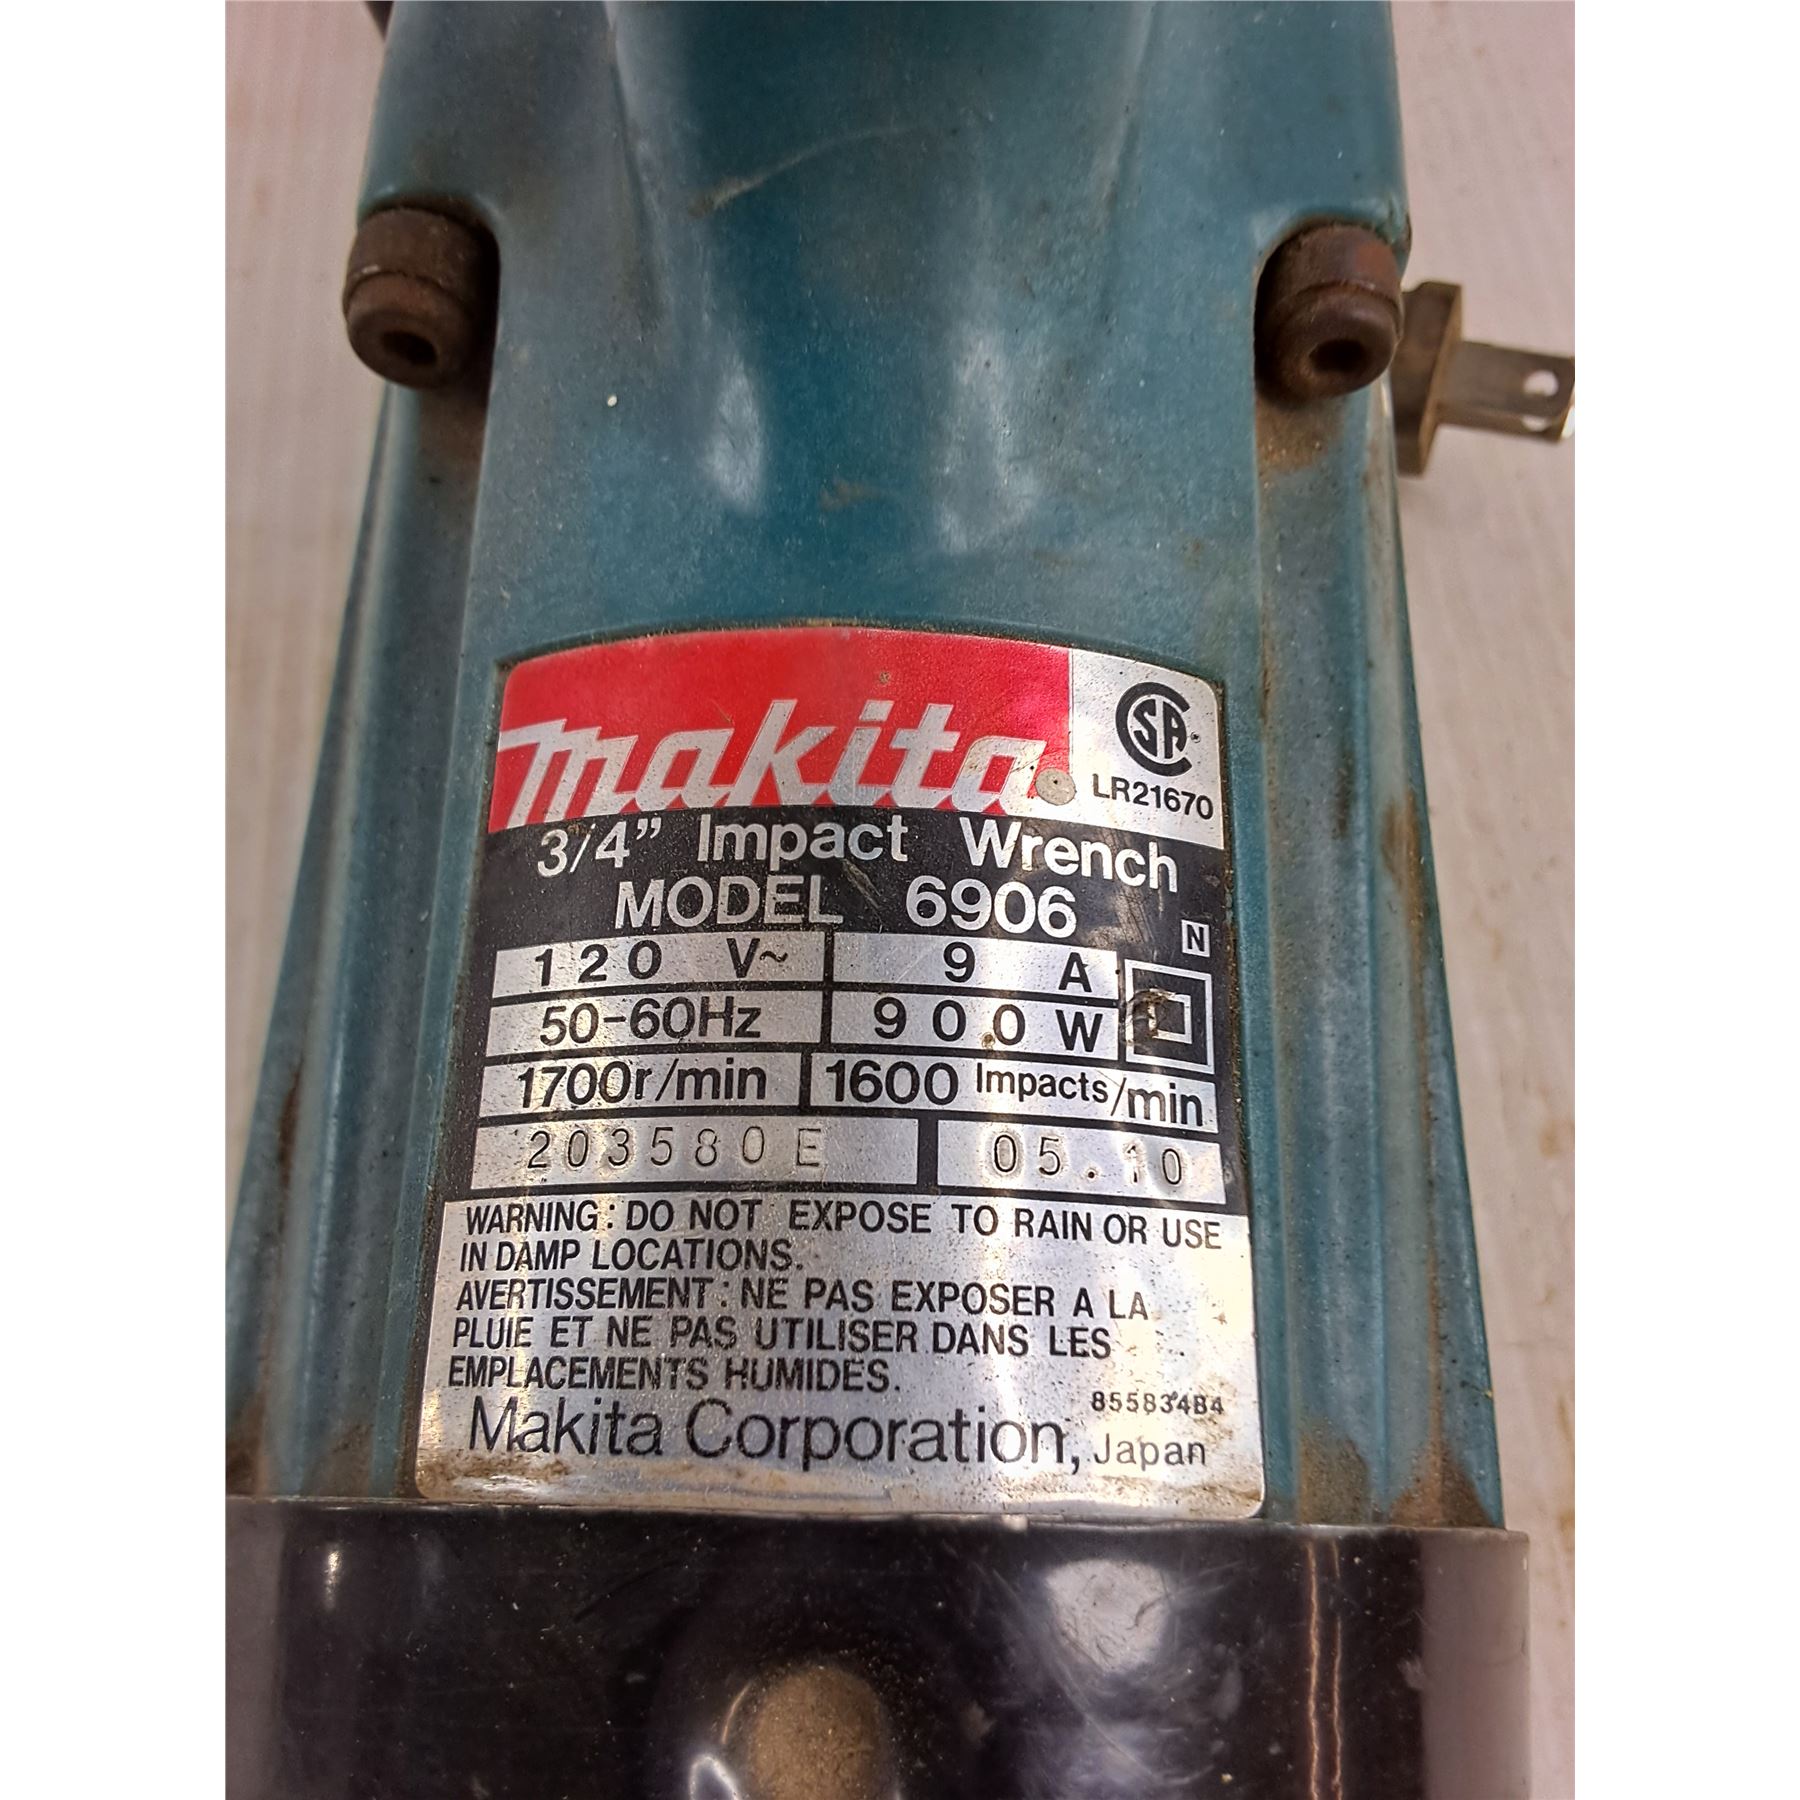 makita
CSA
LR21670
3/4” Impact Wrench
MODEL 6906
N
120 V~ 9 A
50-60Hz 900 W
1700r/min 1600 Impacts/min
203580E 05.10
WARNING: DO NOT EXPOSE TO RAIN OR USE
IN DAMP LOCATIONS.
AVERTISSEMENT: NE PAS EXPOSER A LA
PLUIE ET NE PAS UTILISER DANS LES
EMPLACEMENTS HUMIDES.
855834B4
Makita Corporation, Japan